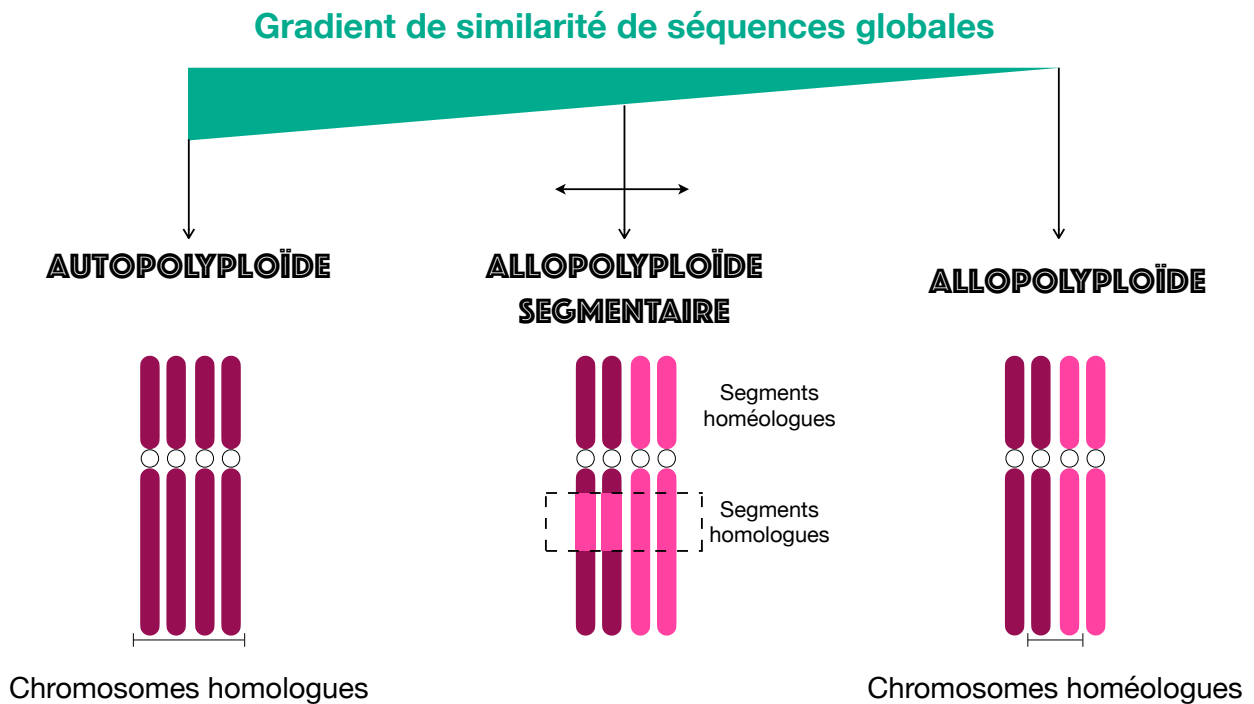 Gradient de similarité de séquences globales
AUTOPOLYPLOÏDE
ALLOPOLYPLOÏDE
SEGMENTAIRE
ALLOPOLYPLOÏDE
Segments
homéologues
Segments
homologues
Chromosomes homologues
Chromosomes homéologues